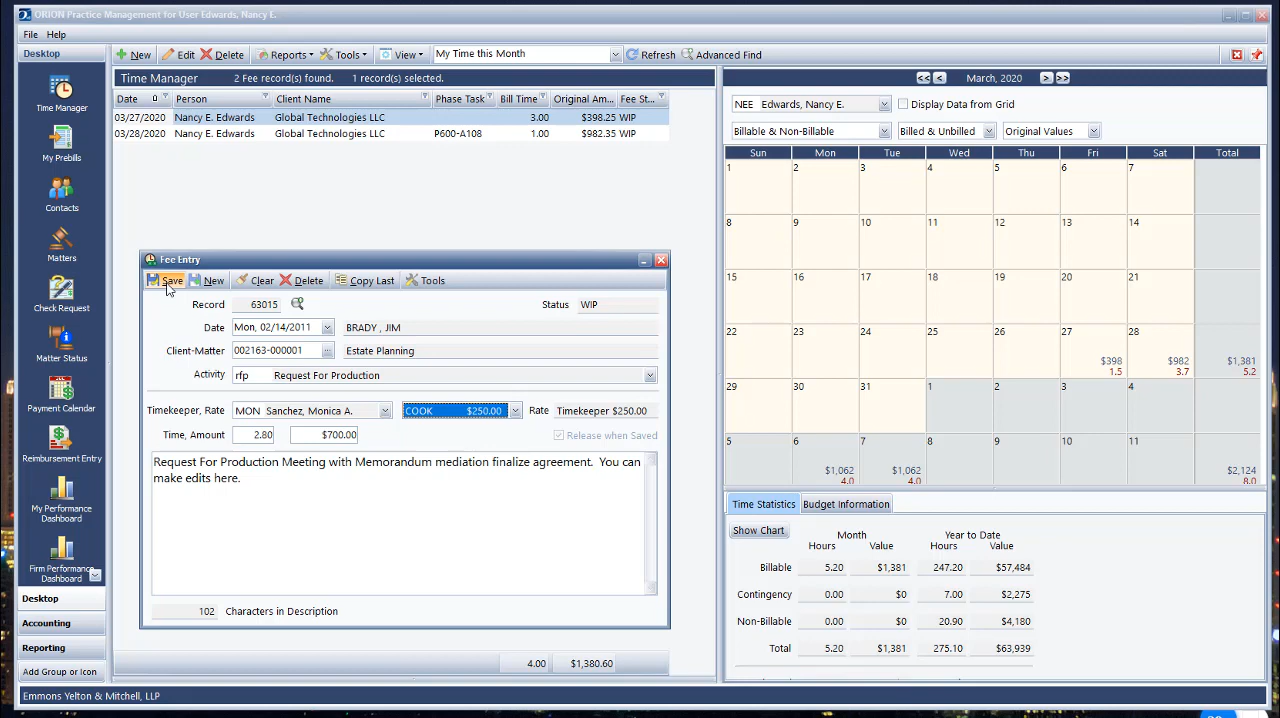 ORION Practice Management for User Edwards, Nancy E.
File Help
Desktop
New Edit Delete Reports Tools View My Time this Month Refresh Advanced Find
Time Manager
My Prebills
Contacts
Matters
Check Request
Matter Status
Payment Calendar
Reimbursement Entry
My Performance
Dashboard
Firm Performance
Dashboard
Desktop
Accounting
Reporting
Add Group or Icon
Time Manager 2 Fee record(s) found. 1 record(s) selected.
Date Person Client Name Phase Task Bill Time Original Am... Fee St...
03/27/2020 Nancy E. Edwards Global Technologies LLC 3.00 $398.25 WIP
03/28/2020 Nancy E. Edwards Global Technologies LLC P600-A106 1.00 $982.35 WIP
Fee Entry
Save New Clear Delete Copy Last Tools
Record 63015 Status WIP
Date Mon, 02/14/2011 BRADY , JIM
Client-Matter 002163-000001 Estate Planning
Activity rfp Request For Production
Timekeeper, Rate MON Sanchez, Monica A. COOK $250.00 Rate Timekeeper $250.00
Time, Amount 2.80 $700.00 Release when Saved
Request For Production Meeting with Memorandum mediation finalize agreement. You can
make edits here.
102 Characters in Description
4.00 $1,380.60
<< < March, 2020 > >>
NEE Edwards, Nancy E. Display Data from Grid
Billable & Non-Billable Billed & Unbilled Original Values
Sun Mon Tue Wed Thu Fri Sat Total
1 2 3 4 5 6 7
8 9 10 11 12 13 14
15 16 17 18 19 20 21
22 23 24 25 26 27 28
$398 $982 $1,381
1.5 3.7 5.2
29 30 31 1 2 3 4
5 6 7 8 9 10 11
$1,062 $1,062 $2,124
4.0 4.0 8.0
Time Statistics Budget Information
Show Chart Month Year to Date
Hours Value Hours Value
Billable 5.20 $1,381 247.20 $57,484
Contingency 0.00 $0 7.00 $2,275
Non-Billable 0.00 $0 20.90 $4,180
Total 5.20 $1,381 275.10 $63,939
Emmons Yelton & Mitchell, LLP